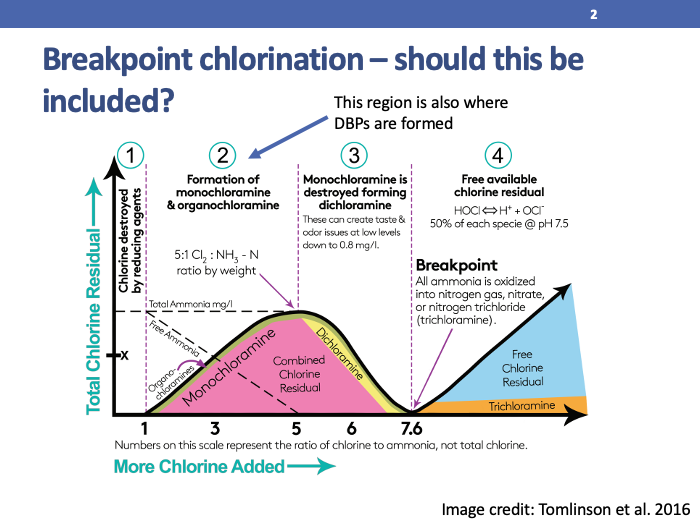 2
Breakpoint chlorination – should this be
included?
This region is also where
DBPs are formed
1
2
3
4
Chlorine destroyed
by reducing agents
Formation of
monochloramine
& organochloramine
Monochloramine is
destroyed forming
dichloramine
These can create taste &
odor issues at low levels
down to 0.8 mg/l.
Free available
chlorine residual
HOCl ⇔ H⁺ + OCl⁻
50% of each specie @ pH 7.5
5:1 Cl₂ : NH₃ - N
ratio by weight
Breakpoint
All ammonia is oxidized
into nitrogen gas, nitrate,
or nitrogen trichloride
(trichloramine).
Total Chlorine Residual
Total Ammonia mg/l
Free Ammonia
X
Organo-
chloramines
Monochloramine
Combined
Chlorine
Residual
Dichloramine
Free
Chlorine
Residual
Trichloramine
1 3 5 6 7.6
Numbers on this scale represent the ratio of chlorine to ammonia, not total chlorine.
More Chlorine Added
Image credit: Tomlinson et al. 2016